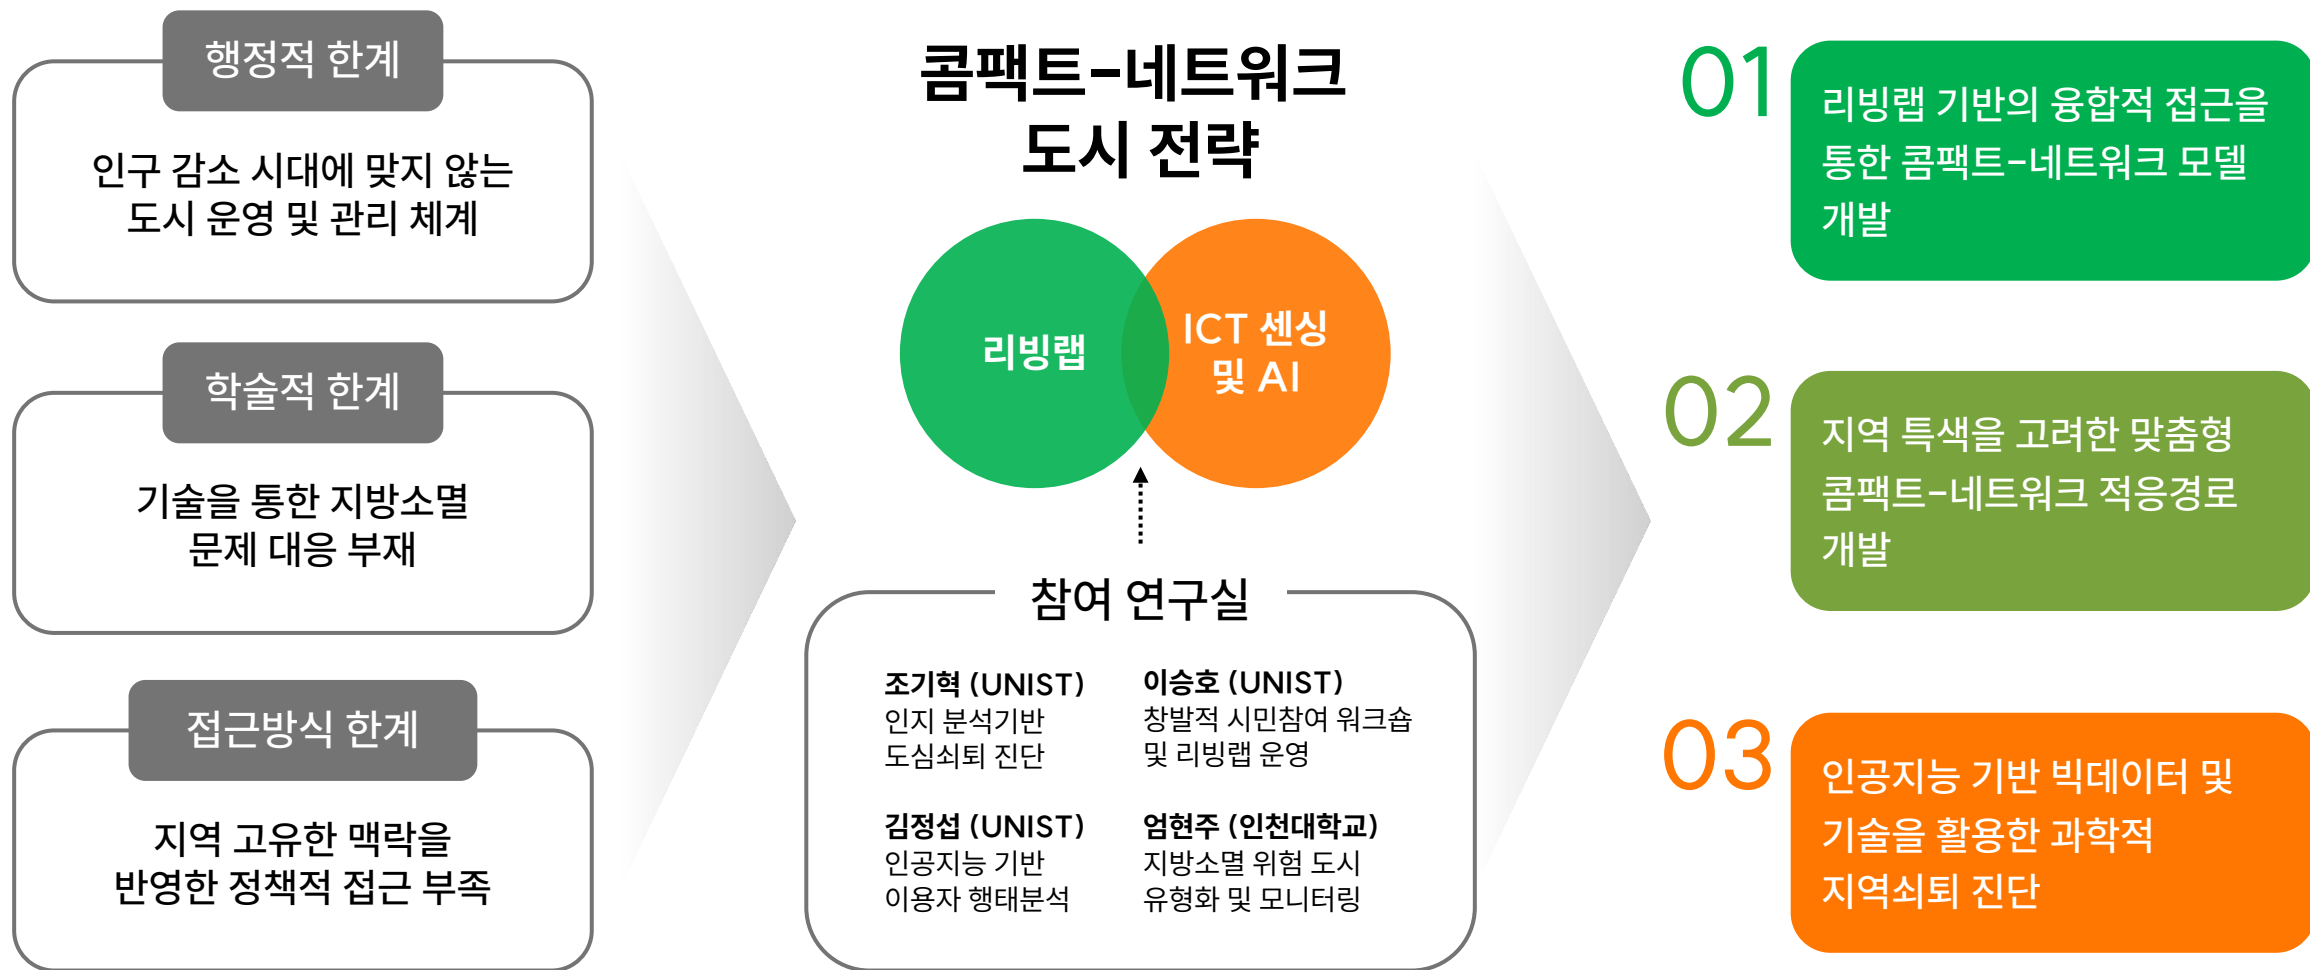 행정적 한계
인구 감소 시대에 맞지 않는
도시 운영 및 관리 체계
학술적 한계
기술을 통한 지방소멸
문제 대응 부재
접근방식 한계
지역 고유한 맥락을
반영한 정책적 접근 부족
콤팩트-네트워크
도시 전략
리빙랩
ICT 센싱
및 AI
참여 연구실
조기혁 (UNIST)
인지 분석기반
도심쇠퇴 진단
이승호 (UNIST)
창발적 시민참여 워크숍
및 리빙랩 운영
김정섭 (UNIST)
인공지능 기반
이용자 행태분석
엄현주 (인천대학교)
지방소멸 위험 도시
유형화 및 모니터링
01
리빙랩 기반의 융합적 접근을
통한 콤팩트-네트워크 모델
개발
02
지역 특색을 고려한 맞춤형
콤팩트-네트워크 적응경로
개발
03
인공지능 기반 빅데이터 및
기술을 활용한 과학적
지역쇠퇴 진단